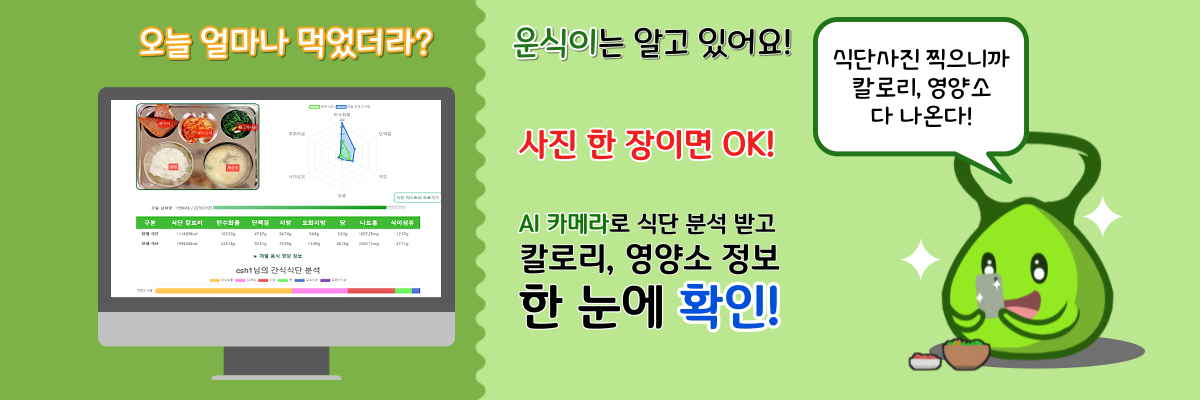 오늘 얼마나 먹었더라?
구분 식단 칼로리 탄수화물 단백질 지방 포화지방 당 나트륨 식이섬유
csh1님의 간식식단 분석
운식이는 알고 있어요!
사진 한 장이면 OK!
AI 카메라로 식단 분석 받고
칼로리, 영양소 정보
한 눈에 확인!
식단사진 찍으니까
칼로리, 영양소
다 나온다!